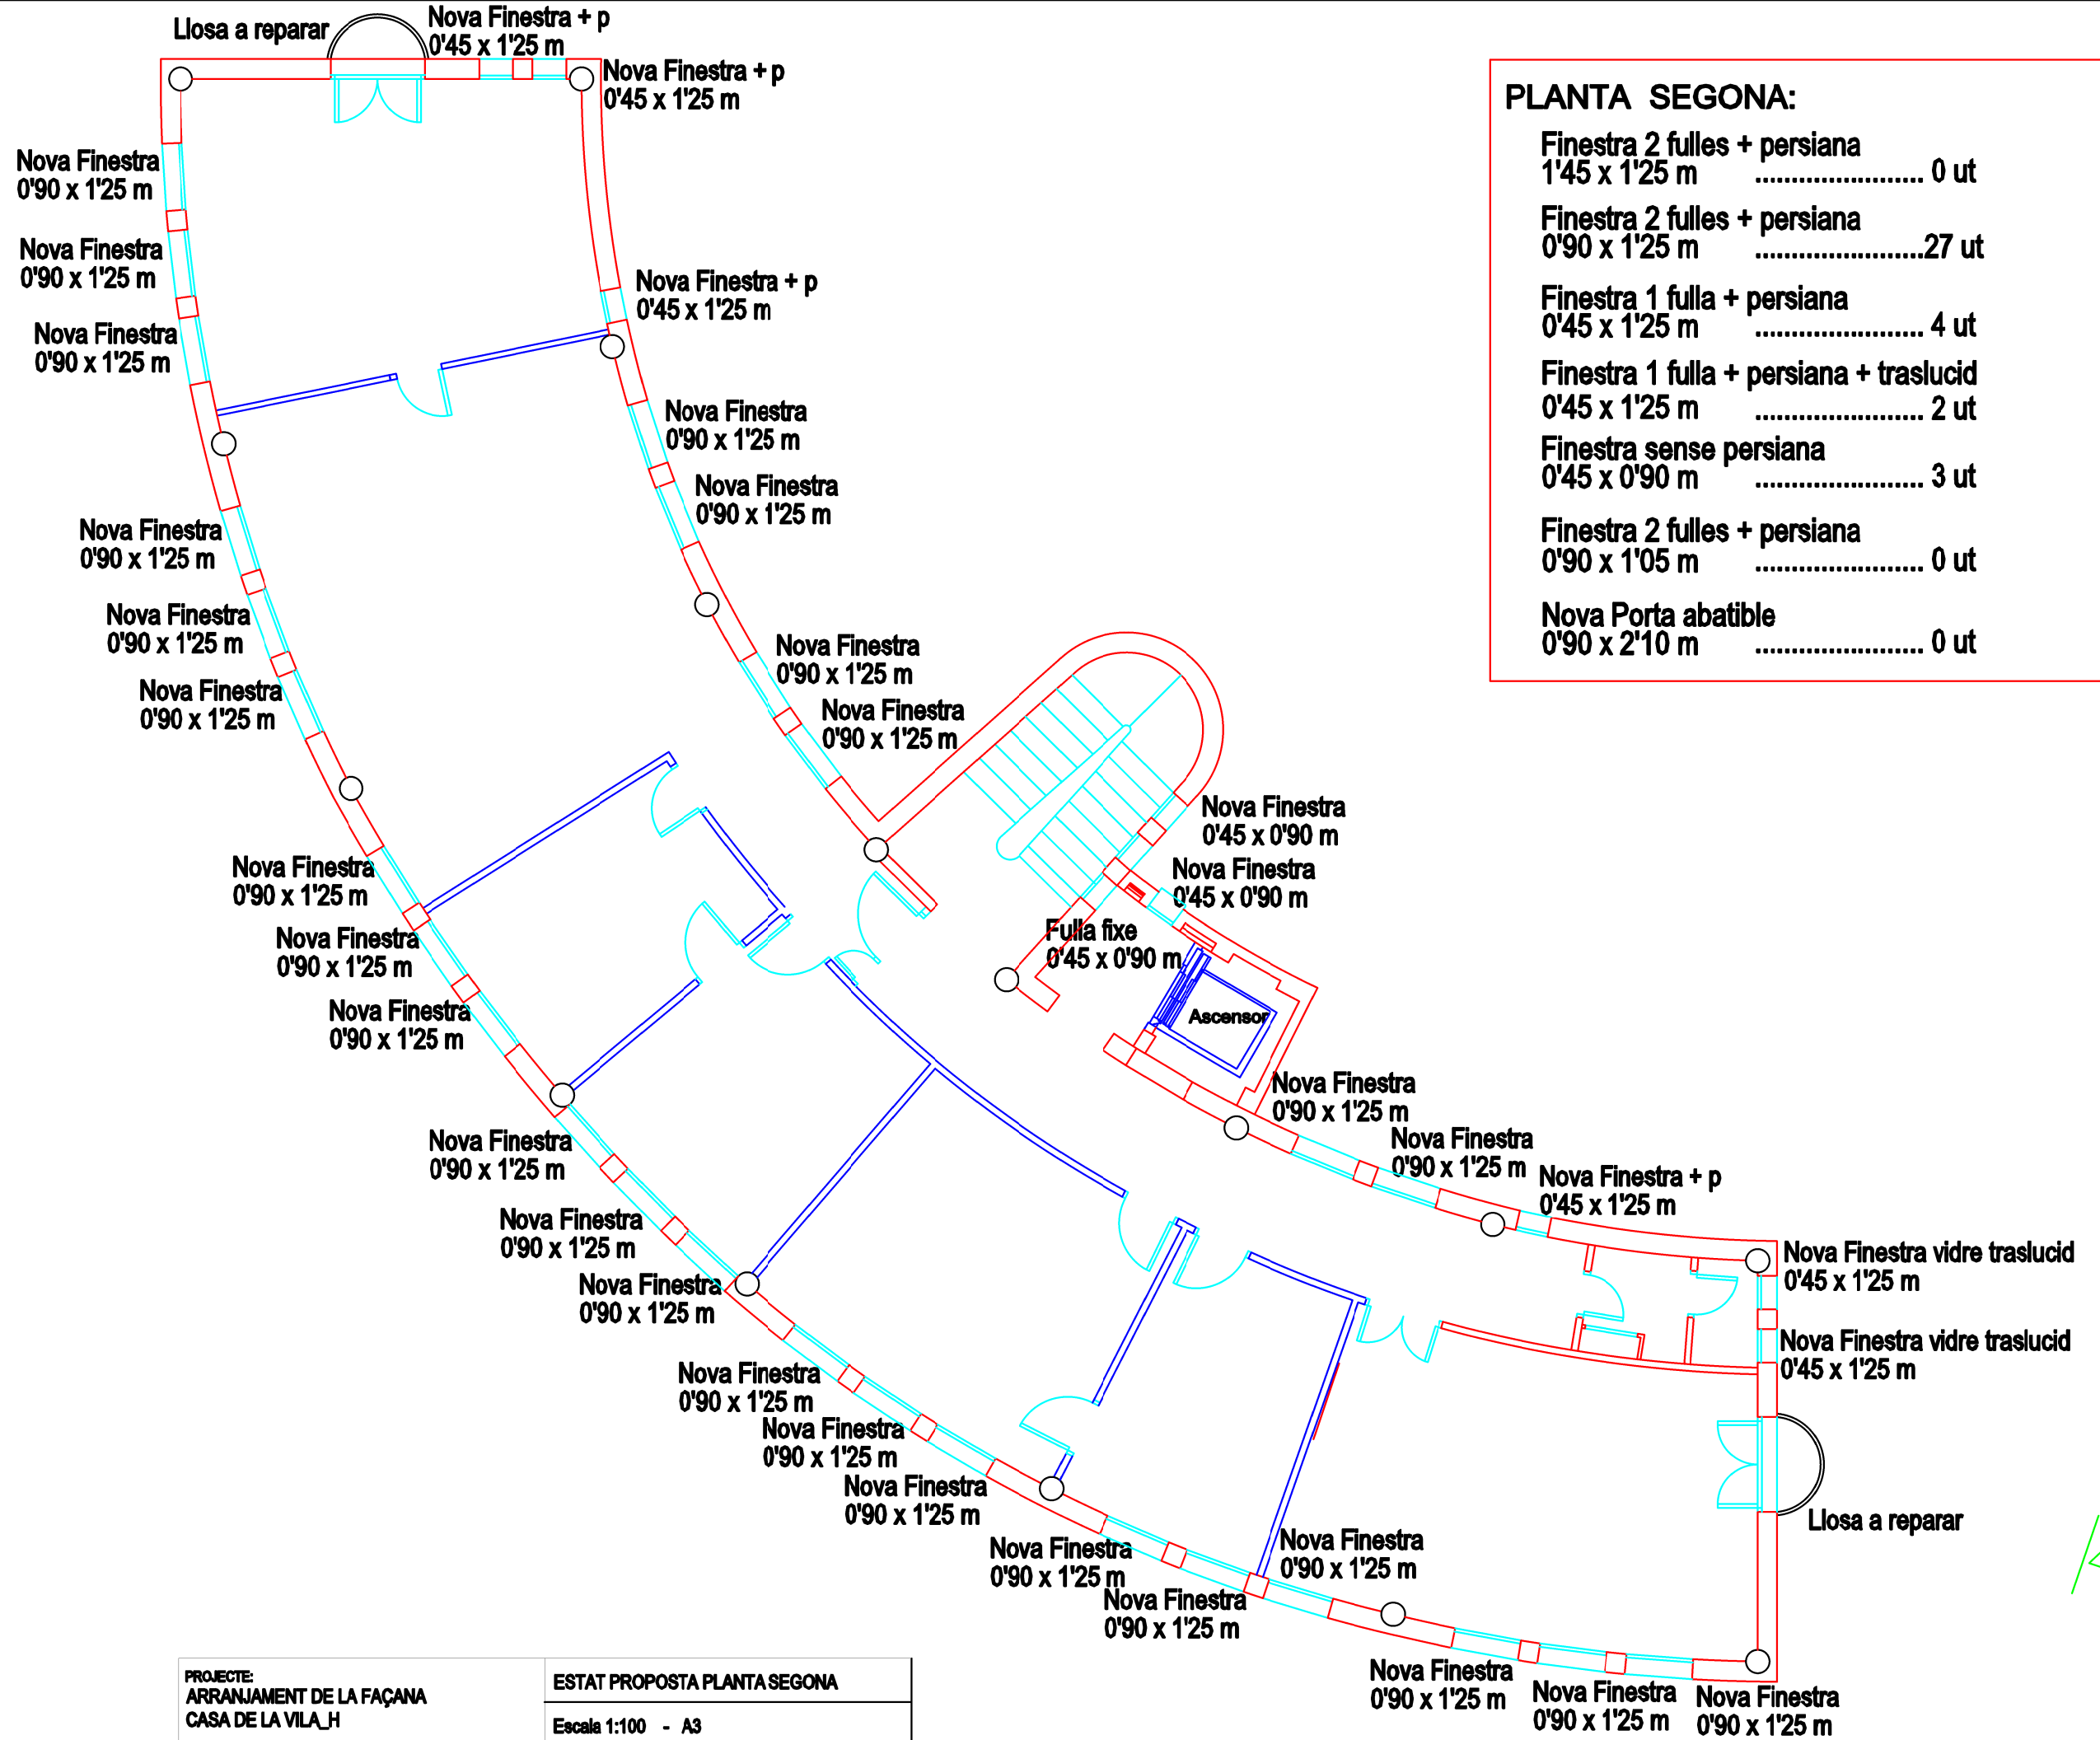 Llosa a reparar
Nova Finestra + p
0'45 x 1'25 m
Nova Finestra + p
0'45 x 1'25 m
PLANTA SEGONA:
Finestra 2 fulles + persiana
1'45 x 1'25 m ....................... 0 ut
Finestra 2 fulles + persiana
0'90 x 1'25 m .......................27 ut
Finestra 1 fulla + persiana
0'45 x 1'25 m ....................... 4 ut
Finestra 1 fulla + persiana + traslucid
0'45 x 1'25 m ....................... 2 ut
Finestra sense persiana
0'45 x 0'90 m ....................... 3 ut
Finestra 2 fulles + persiana
0'90 x 1'05 m ....................... 0 ut
Nova Porta abatible
0'90 x 2'10 m ....................... 0 ut
Nova Finestra
0'90 x 1'25 m
Nova Finestra
0'90 x 1'25 m
Nova Finestra
0'90 x 1'25 m
Nova Finestra + p
0'45 x 1'25 m
Nova Finestra
0'90 x 1'25 m
Nova Finestra
0'90 x 1'25 m
Nova Finestra
0'90 x 1'25 m
Nova Finestra
0'90 x 1'25 m
Nova Finestra
0'90 x 1'25 m
Nova Finestra
0'90 x 1'25 m
Nova Finestra
0'90 x 1'25 m
Nova Finestra
0'45 x 0'90 m
Nova Finestra
0'45 x 0'90 m
Fulla fixe
0'45 x 0'90 m
Ascensor
Nova Finestra
0'90 x 1'25 m
Nova Finestra
0'90 x 1'25 m
Nova Finestra
0'90 x 1'25 m
Nova Finestra
0'90 x 1'25 m
Nova Finestra
0'90 x 1'25 m
Nova Finestra + p
0'45 x 1'25 m
Nova Finestra vidre traslucid
0'45 x 1'25 m
Nova Finestra vidre traslucid
0'45 x 1'25 m
Nova Finestra
0'90 x 1'25 m
Nova Finestra
0'90 x 1'25 m
Nova Finestra
0'90 x 1'25 m
Nova Finestra
0'90 x 1'25 m
Nova Finestra
0'90 x 1'25 m
Nova Finestra
0'90 x 1'25 m
Llosa a reparar
Nova Finestra
0'90 x 1'25 m
Nova Finestra
0'90 x 1'25 m
Nova Finestra
0'90 x 1'25 m
Nova Finestra
0'90 x 1'25 m
Nova Finestra
0'90 x 1'25 m
Nova Finestra
0'90 x 1'25 m
PROJECTE:
ARRANJAMENT DE LA FAÇANA
CASA DE LA VILA_H
ESTAT PROPOSTA PLANTA SEGONA
Escala 1:100 - A3